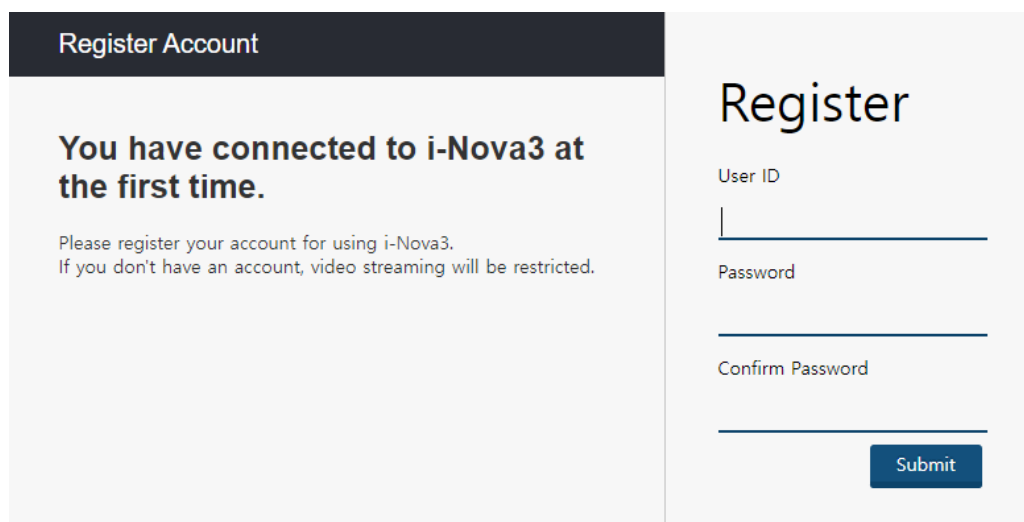 Register Account
You have connected to i-Nova3 at
the first time.
Please register your account for using i-Nova3.
If you don't have an account, video streaming will be restricted.
Register
User ID
Password
Confirm Password
Submit